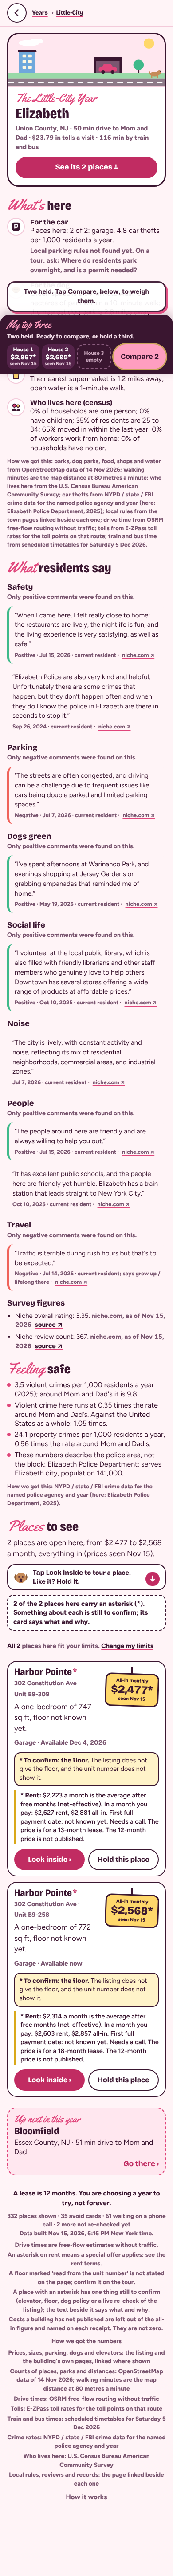 Years › Little-City
The Little-City Year
Elizabeth
Union County, NJ · 50 min drive to Mom and
Dad · $23.79 in tolls a visit · 116 min by train
and bus
See its 2 places ↓
What's here
For the car
Places here: 2 of 2: garage. 4.8 car thefts
per 1,000 residents a year.
Local parking rules not found yet. On a
tour, ask: Where do residents park
overnight, and is a permit needed?
Two held. Tap Compare, below, to weigh
them.
My top three
Two held. Ready to compare, or hold a third.
House 1
$2,867*
seen Nov 15
House 2
$2,695*
seen Nov 15
House 3
empty
Compare 2
The nearest supermarket is 1.2 miles away;
open water is a 1-minute walk.
Who lives here (census)
0% of households are women; 0%
have children; 35% of residents are 25 to
34; 65% moved in within the last year; 0%
of workers work from home; 0% of
households have no car.
How we got this: parks, dog parks, food, shops and water
from OpenStreetMap data of 14 Nov 2026; walking
minutes are the map distance at 80 metres a minute; who
lives here from the U.S. Census Bureau American
Community Survey; car thefts from NYPD / state / FBI
crime data for the named police agency and year (here:
Elizabeth Police Department, 2025); local rules from the
town pages linked beside each one; drive time from OSRM
free-flow routing without traffic; tolls from E-ZPass toll
rates for the toll points on that route; train and bus time
from scheduled timetables for Saturday 5 Dec 2026.
What residents say
Safety
Only positive comments were found on this.
"When I came here, I felt really close to home;
the restaurants are lovely, the nightlife is fun, and
the living experience is very satisfying, as well as
safe."
Positive · Jul 15, 2026 · current resident · niche.com ↗
"Elizabeth Police are also very kind and helpful.
Unfortunately there are some crimes that
happen, but they don't happen often and when
they do I know in my bones the police are there in
seconds to stop it."
Sep 26, 2024 · current resident · niche.com ↗
Parking
Only negative comments were found on this.
"The streets are often congested, and driving
can be a challenge due to frequent issues like
cars being double parked and limited parking
spaces."
Negative · Jul 7, 2026 · current resident · niche.com ↗
Dogs green
Only positive comments were found on this.
"I've spent afternoons at Warinanco Park, and
evenings shopping at Jersey Gardens or
grabbing empanadas that reminded me of
home."
Positive · May 19, 2025 · current resident · niche.com ↗
Social life
Only positive comments were found on this.
"I volunteer at the local public library, which is
also filled with friendly librarians and other staff
members who genuinely love to help others.
Downtown has several stores offering a wide
range of products at affordable prices."
Positive · Oct 10, 2025 · current resident · niche.com ↗
Noise
"The city is lively, with constant activity and
noise, reflecting its mix of residential
neighborhoods, commercial areas, and industrial
zones."
Jul 7, 2026 · current resident · niche.com ↗
People
Only positive comments were found on this.
"The people around here are friendly and are
always willing to help you out."
Positive · Jul 15, 2026 · current resident · niche.com ↗
"It has excellent public schools, and the people
here are friendly yet humble. Elizabeth has a train
station that leads straight to New York City."
Oct 10, 2025 · current resident · niche.com ↗
Travel
Only negative comments were found on this.
"Traffic is terrible during rush hours but that's to
be expected."
Negative · Jul 14, 2026 · current resident; says grew up /
lifelong there · niche.com ↗
Survey figures
Niche overall rating: 3.35. niche.com, as of Nov 15,
2026 source ↗
Niche review count: 367. niche.com, as of Nov 15,
2026 source ↗
Feeling safe
3.5 violent crimes per 1,000 residents a year
(2025); around Mom and Dad's it is 9.8.
Violent crime here runs at 0.35 times the rate
around Mom and Dad's. Against the United
States as a whole: 1.05 times.
24.1 property crimes per 1,000 residents a year,
0.96 times the rate around Mom and Dad's.
These numbers describe the police area, not
the block: Elizabeth Police Department: serves
Elizabeth city, population 141,000.
How we got this: NYPD / state / FBI crime data for the
named police agency and year (here: Elizabeth Police
Department, 2025).
Places to see
2 places are open here, from $2,477 to $2,568
a month, everything in (prices seen Nov 15).
Tap Look inside to tour a place.
Like it? Hold it.
2 of the 2 places here carry an asterisk (*).
Something about each is still to confirm; its
card says what and why.
All 2 places here fit your limits. Change my limits
Harbor Pointe*
302 Constitution Ave ·
Unit B9-309
A one-bedroom of 747
sq ft, floor not known
yet.
All-in monthly
$2,477*
seen Nov 15
Garage · Available Dec 4, 2026
* To confirm: the floor. The listing does not
give the floor, and the unit number does not
show it.
* Rent: $2,223 a month is the average after
free months (net-effective). In a month you
pay: $2,627 rent, $2,881 all-in. First full
payment date: not known yet. Needs a call. The
price is for a 13-month lease. The 12-month
price is not published.
Look inside ›
Hold this place
Harbor Pointe*
302 Constitution Ave ·
Unit B9-258
A one-bedroom of 772
sq ft, floor not known
yet.
All-in monthly
$2,568*
seen Nov 15
Garage · Available now
* To confirm: the floor. The listing does not
give the floor, and the unit number does not
show it.
* Rent: $2,314 a month is the average after
free months (net-effective). In a month you
pay: $2,603 rent, $2,857 all-in. First full
payment date: not known yet. Needs a call. The
price is for a 18-month lease. The 12-month
price is not published.
Look inside ›
Hold this place
Up next in this year
Bloomfield
Essex County, NJ · 51 min drive to Mom and
Dad
Go there ›
A lease is 12 months. You are choosing a year to
try, not forever.
332 places shown · 35 avoid cards · 61 waiting on a phone
call · 2 more not re-checked yet
Data built Nov 15, 2026, 6:16 PM New York time.
Drive times are free-flow estimates without traffic.
An asterisk on rent means a special offer applies; see the
rent terms.
A floor marked 'read from the unit number' is not stated
on the page; confirm it on the tour.
A place with an asterisk has one thing still to confirm
(elevator, floor, dog policy or a live re-check of the
listing); the text beside it says what and why.
Costs a building has not published are left out of the all-
in figure and named on each receipt. They are not zero.
How we got the numbers
Prices, sizes, parking, dogs and elevators: the listing and
the building's own pages, linked where shown
Counts of places, parks and distances: OpenStreetMap
data of 14 Nov 2026; walking minutes are the map
distance at 80 metres a minute
Drive times: OSRM free-flow routing without traffic
Tolls: E-ZPass toll rates for the toll points on that route
Train and bus times: scheduled timetables for Saturday 5
Dec 2026
Crime rates: NYPD / state / FBI crime data for the named
police agency and year
Who lives here: U.S. Census Bureau American
Community Survey
Local rules, reviews and records: the page linked beside
each one
How it works